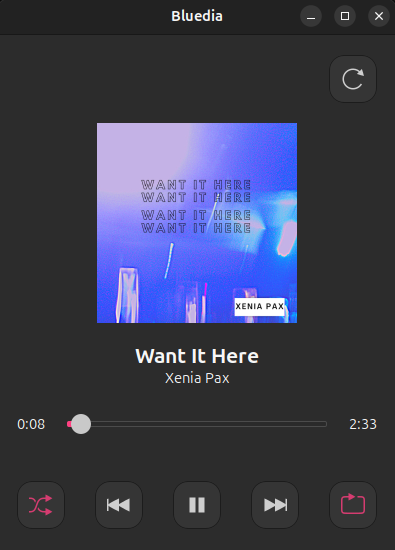 Bluedia
WANT IT HERE
WANT IT HERE
WANT IT HERE
WANT IT HERE
XENIA PAX
Want It Here
Xenia Pax
0:08
2:33